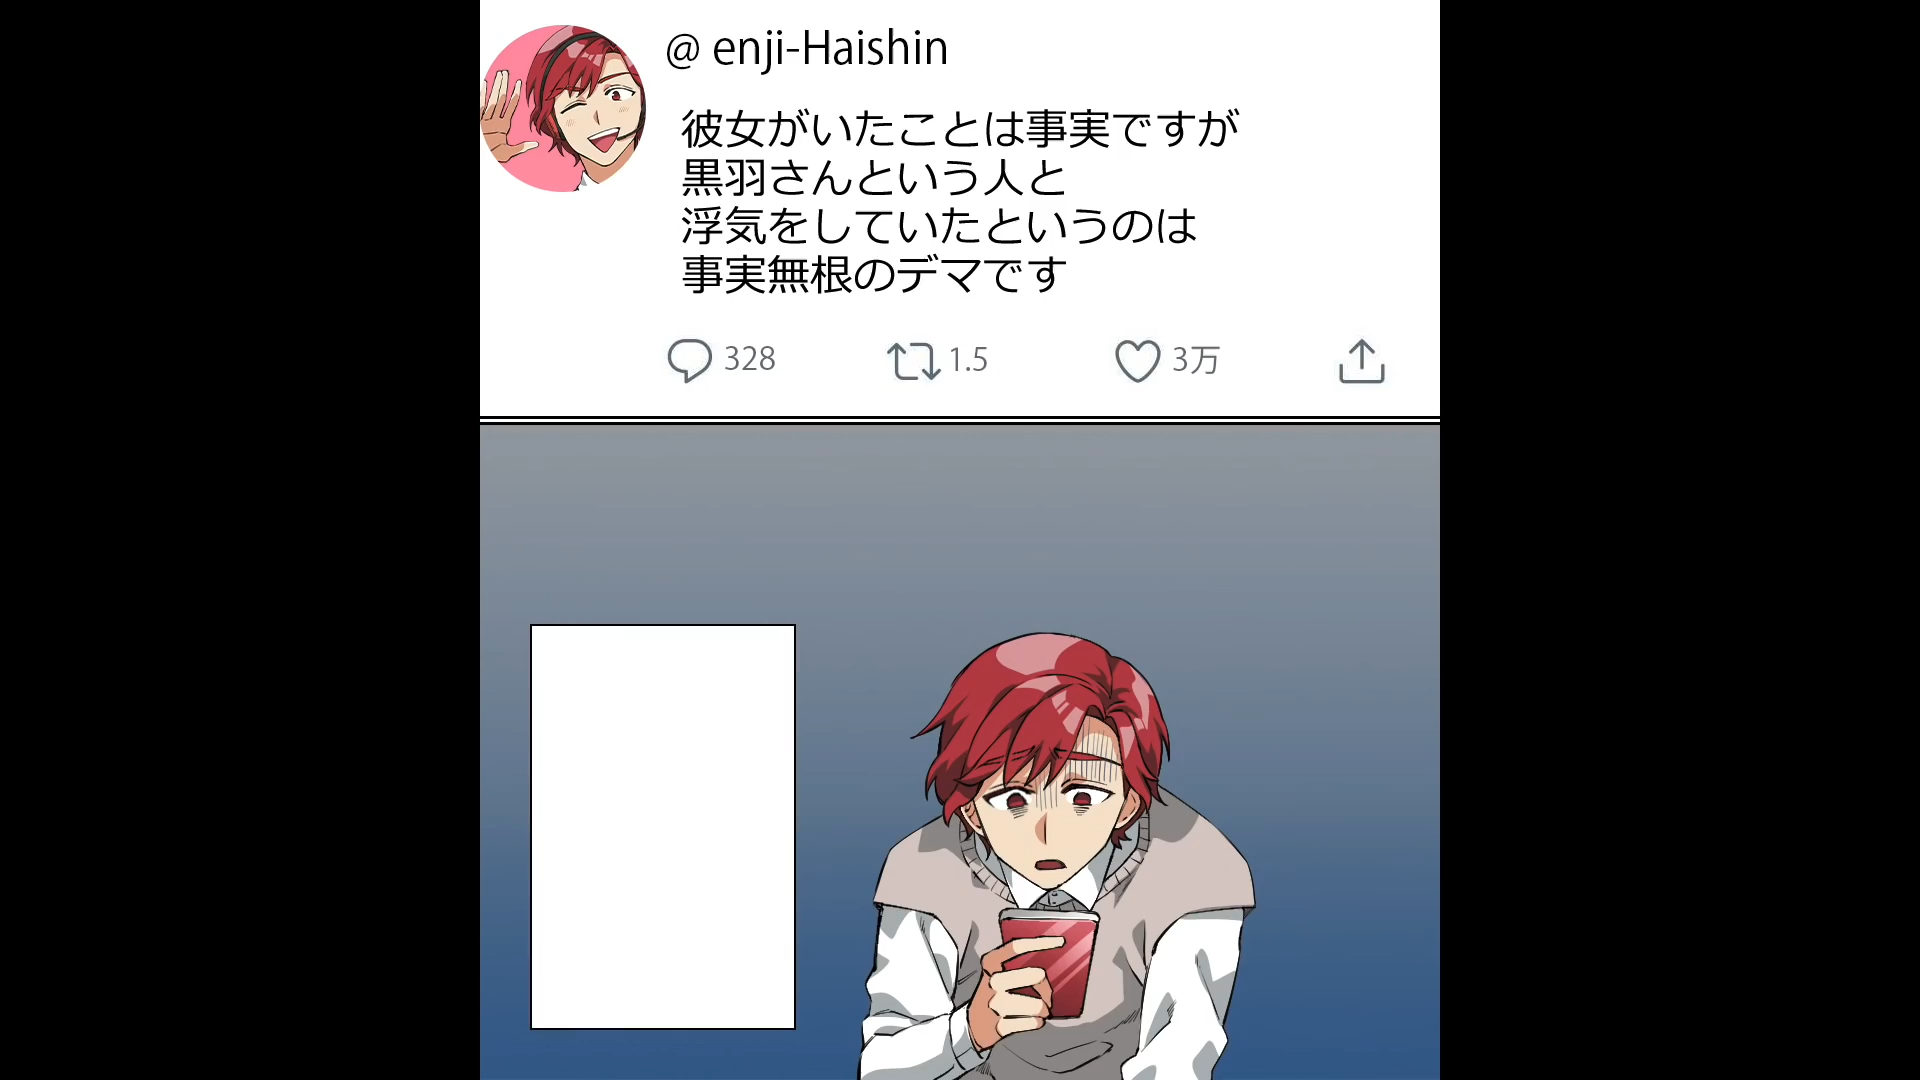 @ enji-Haishin
彼女がいたことは事実ですが
黒羽さんという人と
浮気をしていたというのは
事実無根のデマです
328
1.5
3万